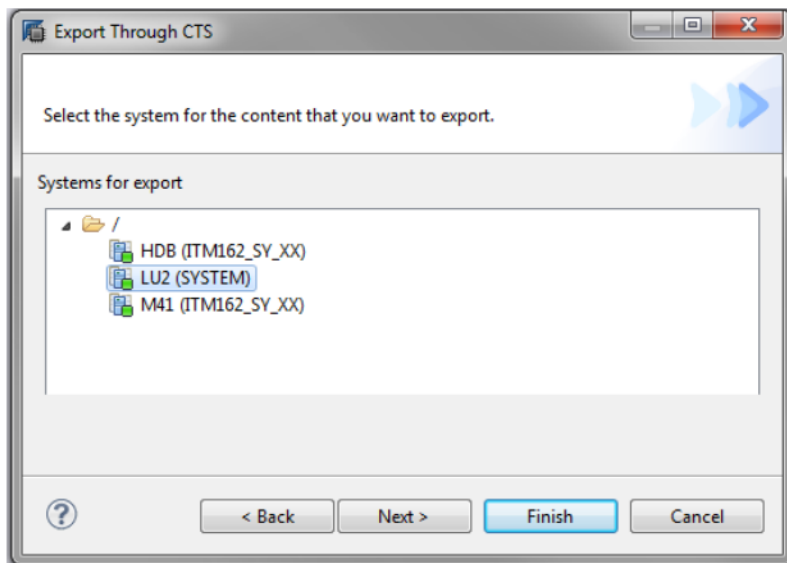 Export Through CTS
Select the system for the content that you want to export.
Systems for export
/
HDB (ITM162_SY_XX)
LU2 (SYSTEM)
M41 (ITM162_SY_XX)
?
< Back
Next >
Finish
Cancel